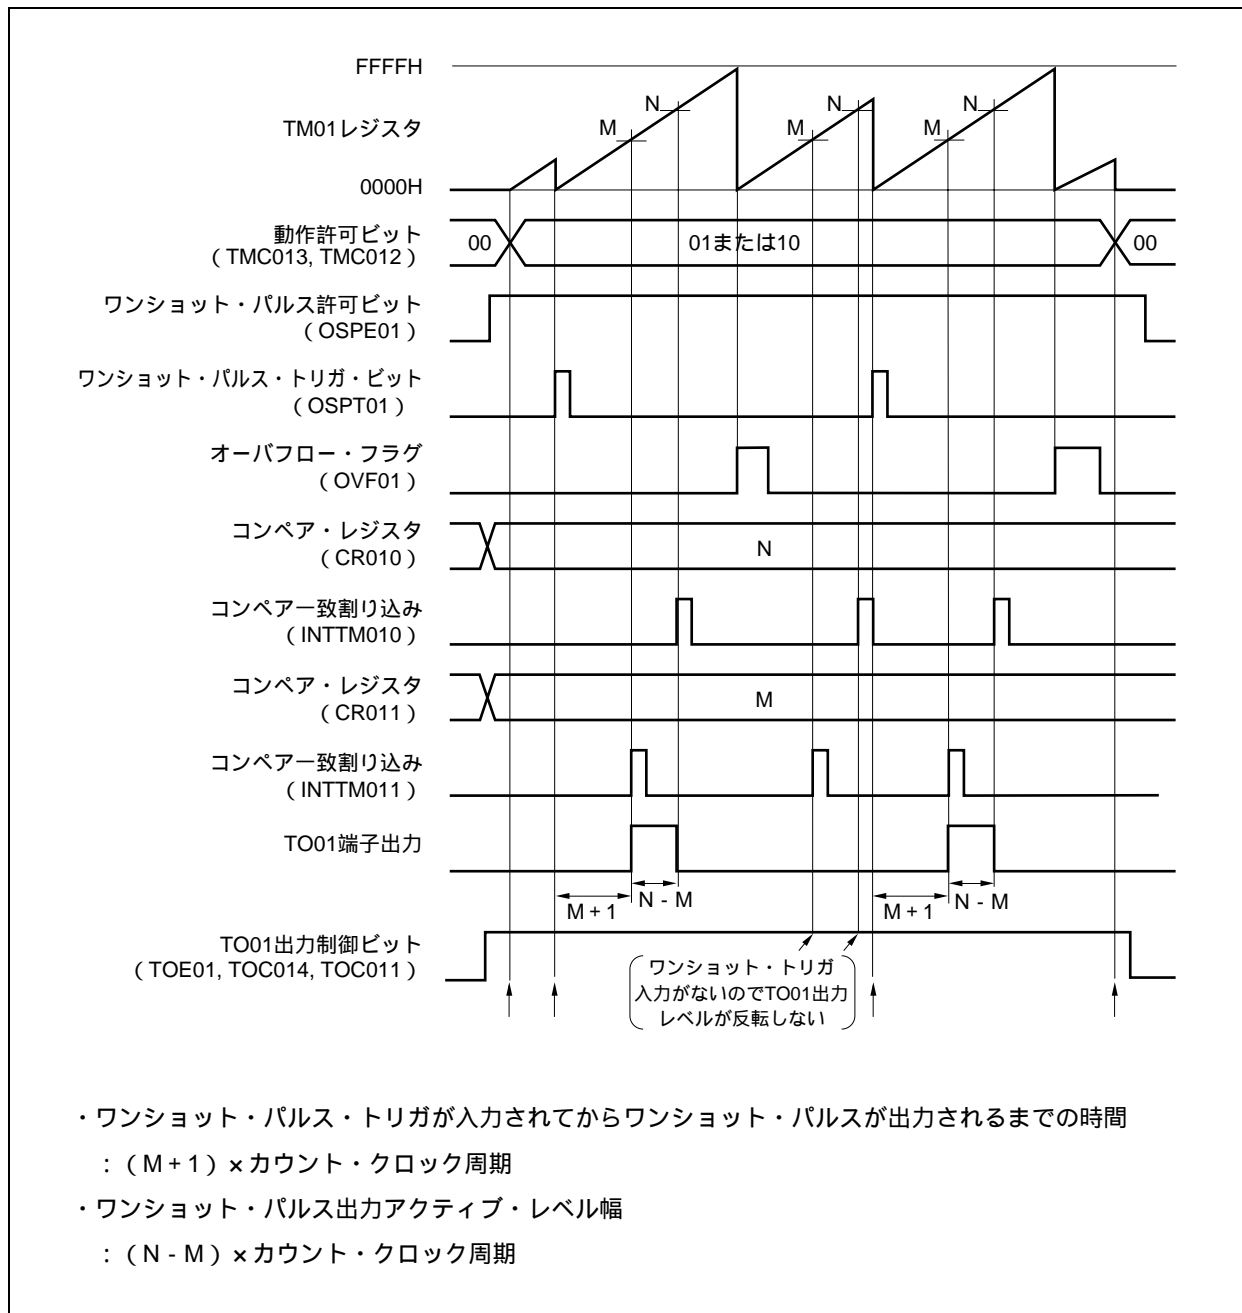 FFFFH
TM01レジスタ
0000H
N
M
N
M
N
M
動作許可ビット
（TMC013, TMC012）
00
01または10
00
ワンショット・パルス許可ビット
（OSPE01）
ワンショット・パルス・トリガ・ビット
（OSPT01）
オーバフロー・フラグ
（OVF01）
コンペア・レジスタ
（CR010）
N
コンペア一致割り込み
（INTTM010）
コンペア・レジスタ
（CR011）
M
コンペア一致割り込み
（INTTM011）
TO01端子出力
M + 1
N - M
M + 1
N - M
TO01出力制御ビット
（TOE01, TOC014, TOC011）
ワンショット・トリガ
入力がないのでTO01出力
レベルが反転しない
・ワンショット・パルス・トリガが入力されてからワンショット・パルスが出力されるまでの時間
：（M + 1）×カウント・クロック周期
・ワンショット・パルス出力アクティブ・レベル幅
：（N - M）×カウント・クロック周期